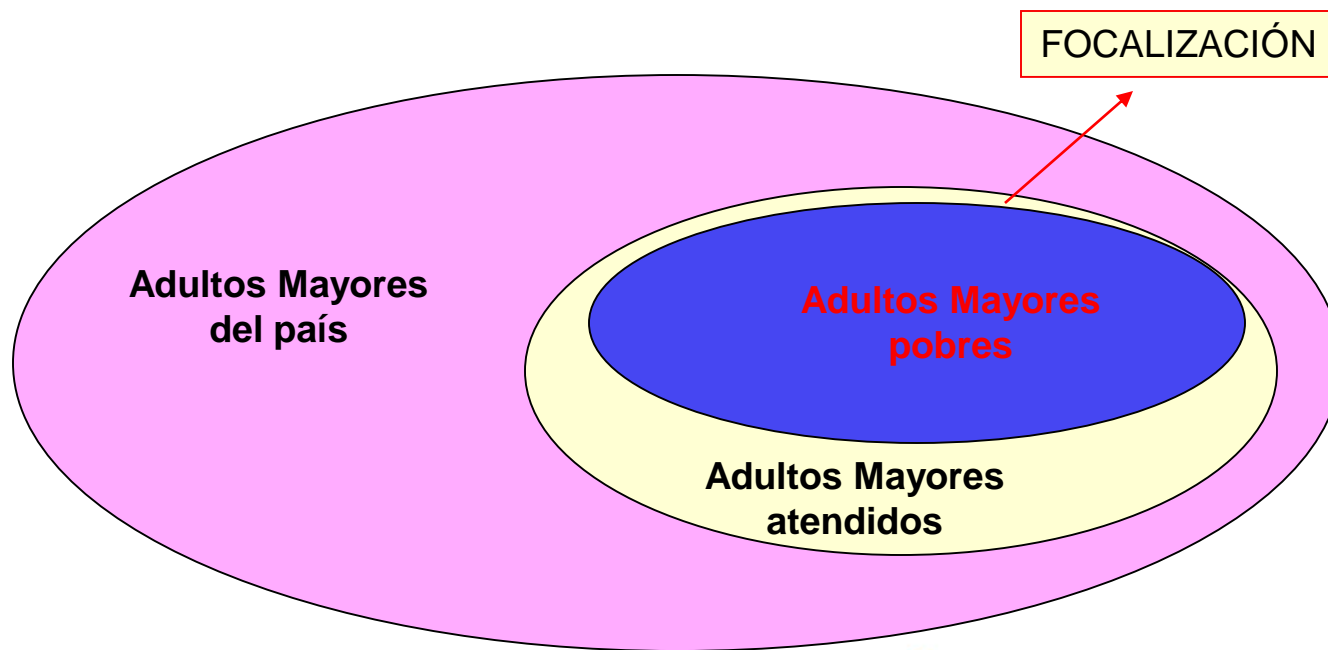 FOCALIZACIÓN
Adultos Mayores
del país
Adultos Mayores
pobres
Adultos Mayores
atendidos